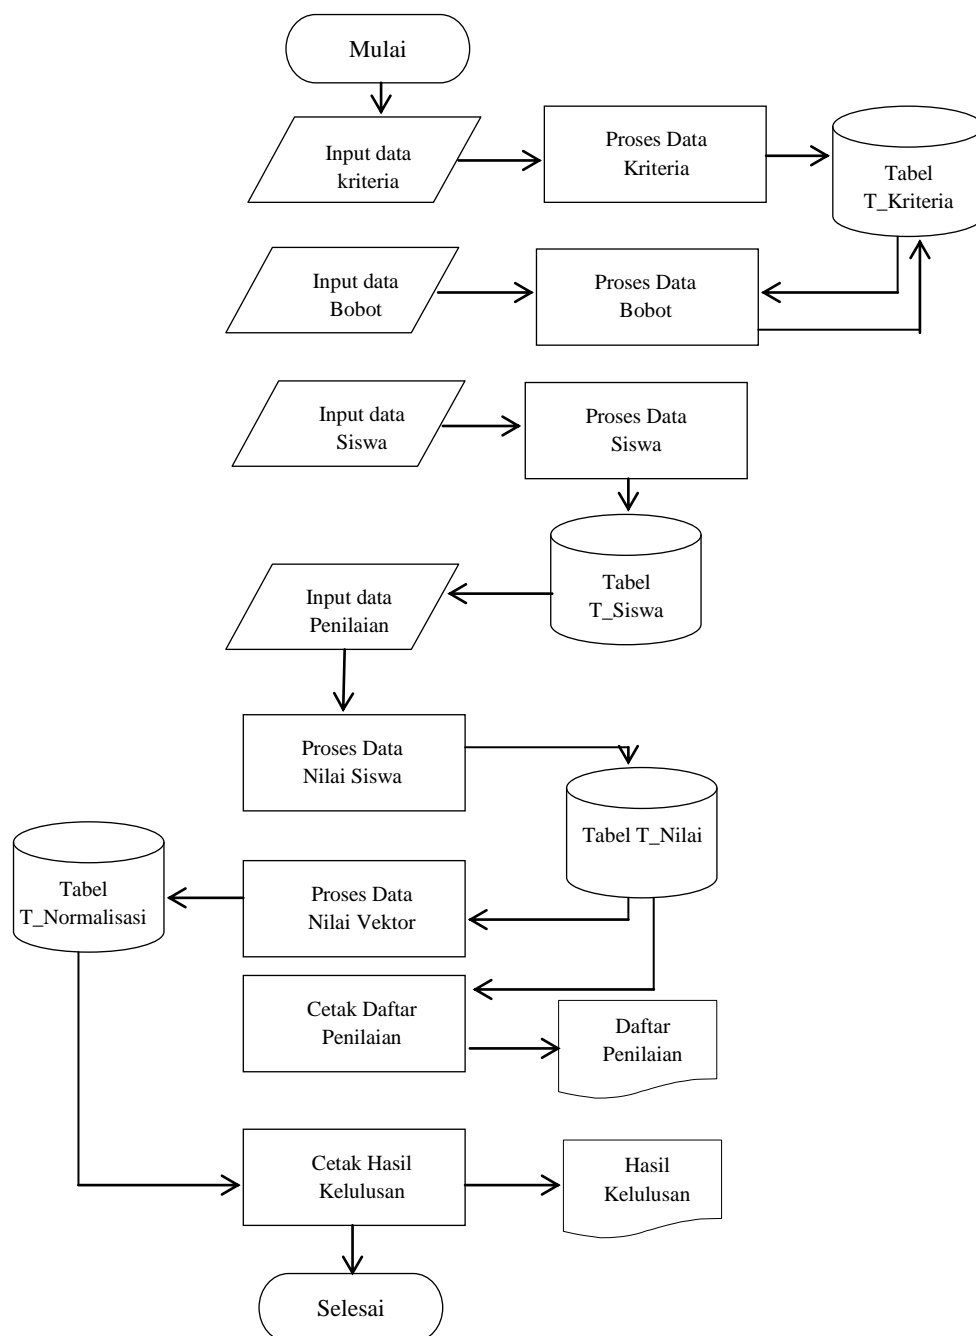 Mulai
Input data
kriteria
Proses Data
Kriteria
Tabel
T_Kriteria
Input data
Bobot
Proses Data
Bobot
Input data
Siswa
Proses Data
Siswa
Tabel
T_Siswa
Input data
Penilaian
Proses Data
Nilai Siswa
Tabel T_Nilai
Tabel
T_Normalisasi
Proses Data
Nilai Vektor
Cetak Daftar
Penilaian
Daftar
Penilaian
Cetak Hasil
Kelulusan
Hasil
Kelulusan
Selesai